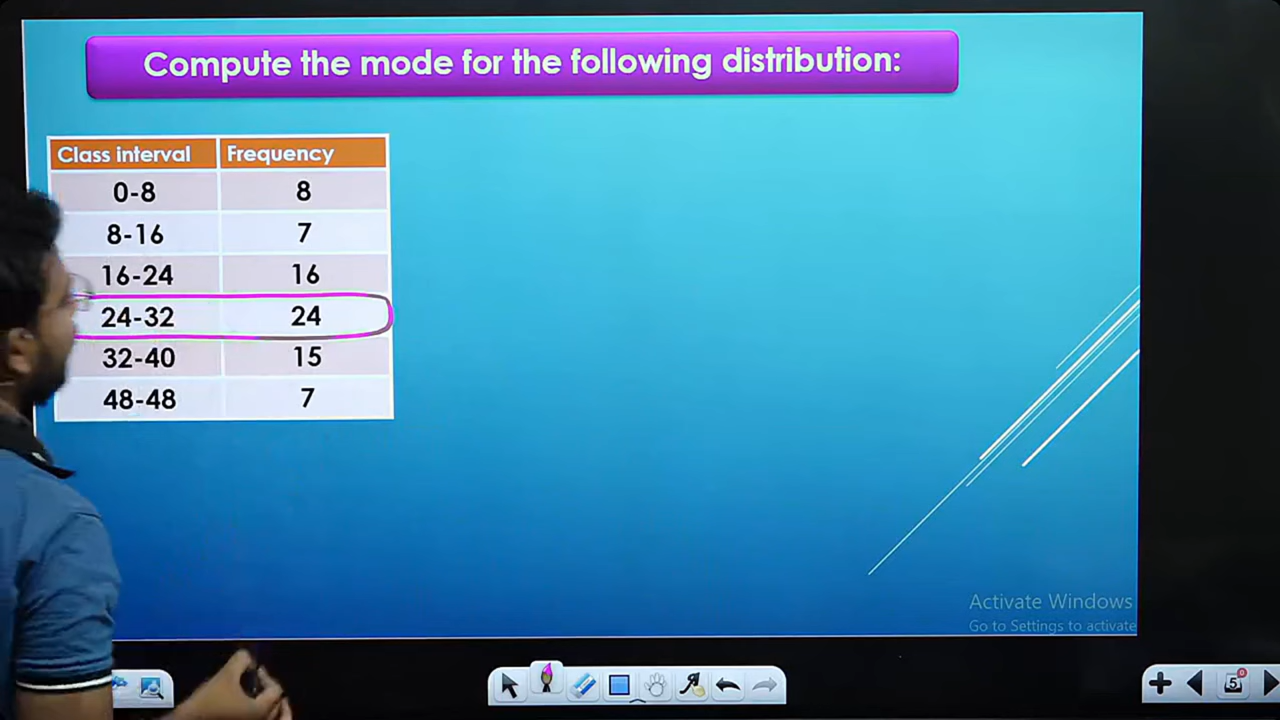 Compute the mode for the following distribution:
Class interval Frequency
0-8 8
8-16 7
16-24 16
24-32 24
32-40 15
48-48 7
Activate Windows
Go to Settings to activate
5